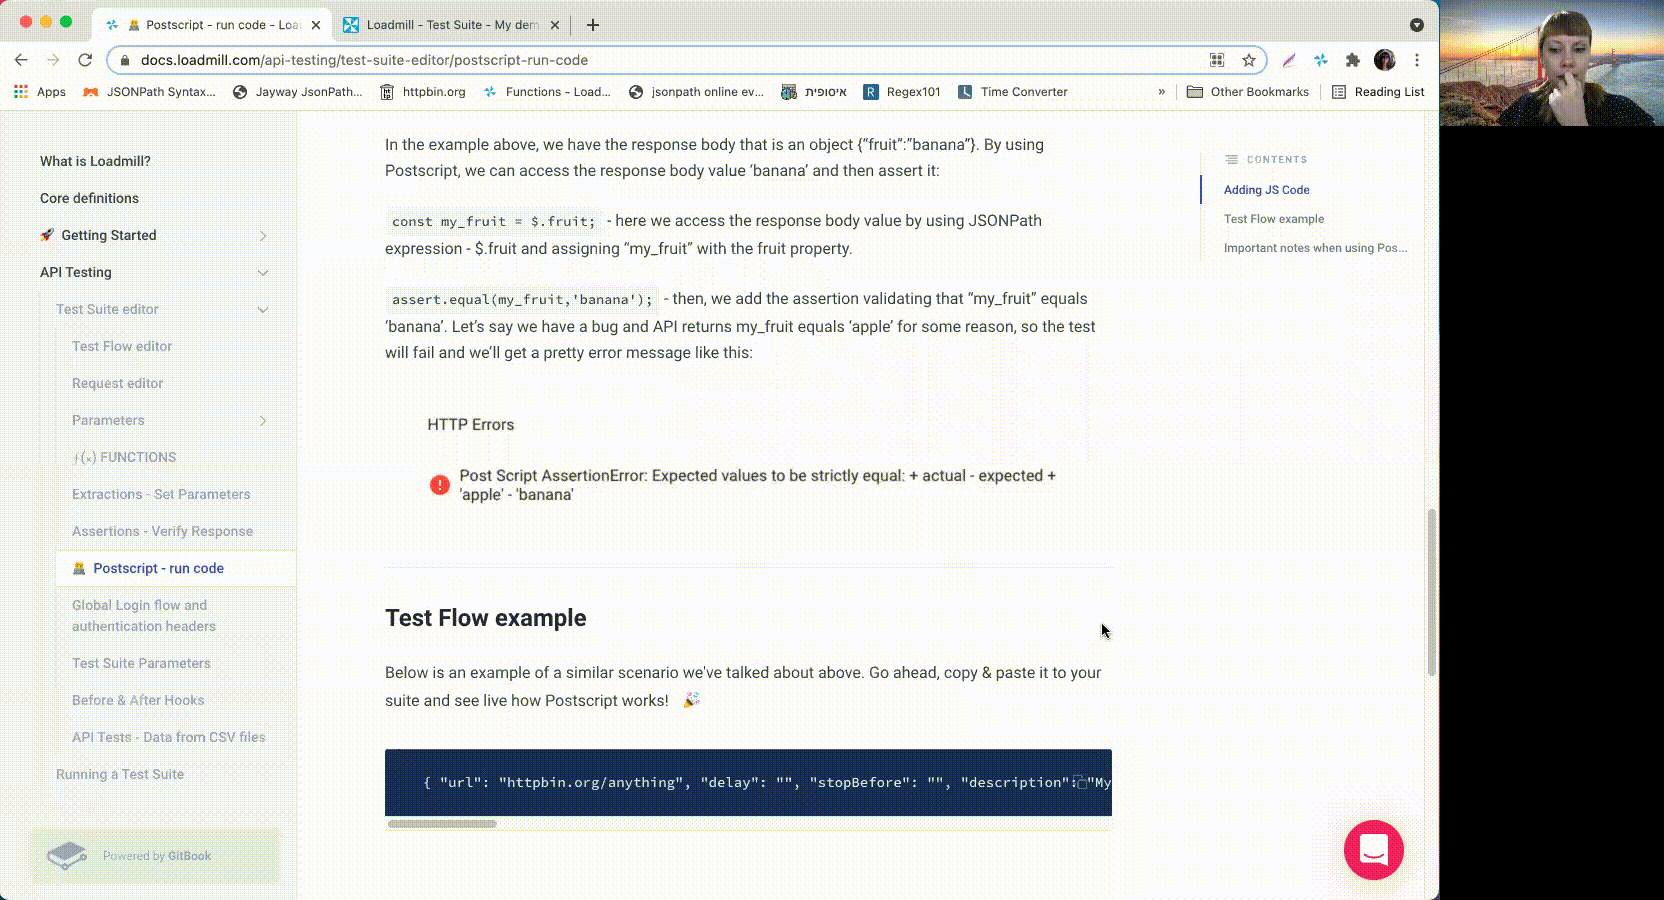 Postscript - run code - Loa
Loadmill - Test Suite - My dem
docs.loadmill.com/api-testing/test-suite-editor/postscript-run-code
Apps
JSONPath Syntax...
Jayway JsonPath...
httpbin.org
Functions - Load...
jsonpath online ev...
איסופית
Regex101
Time Converter
»
Other Bookmarks
Reading List
What is Loadmill?
Core definitions
Getting Started
API Testing
Test Suite editor
Test Flow editor
Request editor
Parameters
ƒ(×) FUNCTIONS
Extractions - Set Parameters
Assertions - Verify Response
Postscript - run code
Global Login flow and
authentication headers
Test Suite Parameters
Before & After Hooks
API Tests - Data from CSV files
Running a Test Suite
Powered by GitBook
In the example above, we have the response body that is an object {“fruit”:”banana”}. By using
Postscript, we can access the response body value ‘banana’ and then assert it:
const my_fruit = $.fruit; - here we access the response body value by using JSONPath
expression - $.fruit and assigning “my_fruit” with the fruit property.
assert.equal(my_fruit,'banana'); - then, we add the assertion validating that “my_fruit” equals
‘banana’. Let’s say we have a bug and API returns my_fruit equals ‘apple’ for some reason, so the test
will fail and we’ll get a pretty error message like this:
HTTP Errors
Post Script AssertionError: Expected values to be strictly equal: + actual - expected +
'apple' - 'banana'
Test Flow example
Below is an example of a similar scenario we've talked about above. Go ahead, copy & paste it to your
suite and see live how Postscript works!
{ "url": "httpbin.org/anything", "delay": "", "stopBefore": "", "description": "My
CONTENTS
Adding JS Code
Test Flow example
Important notes when using Pos...